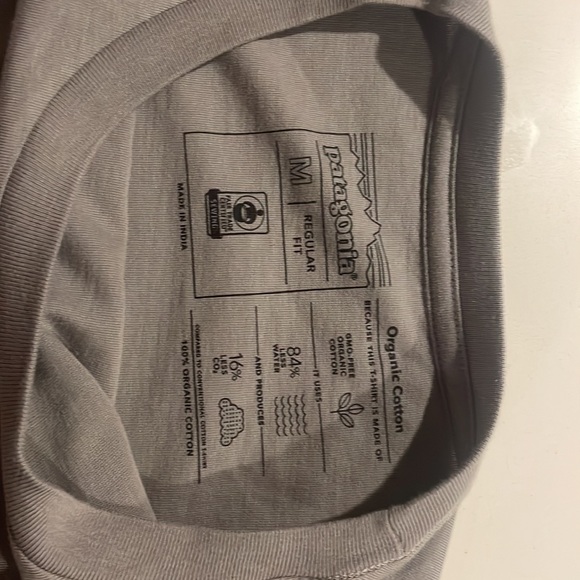 patagonia®
M | REGULAR
FIT
FAIR TRADE
CERTIFIED
SEWING
MADE IN INDIA
Organic Cotton
BECAUSE THIS T-SHIRT IS MADE OF
GMO-FREE
ORGANIC
COTTON
IT USES
84%
LESS
WATER
AND PRODUCES
16%
LESS
CO₂
COMPARED TO CONVENTIONAL COTTON T-SHIRTS
100% ORGANIC COTTON